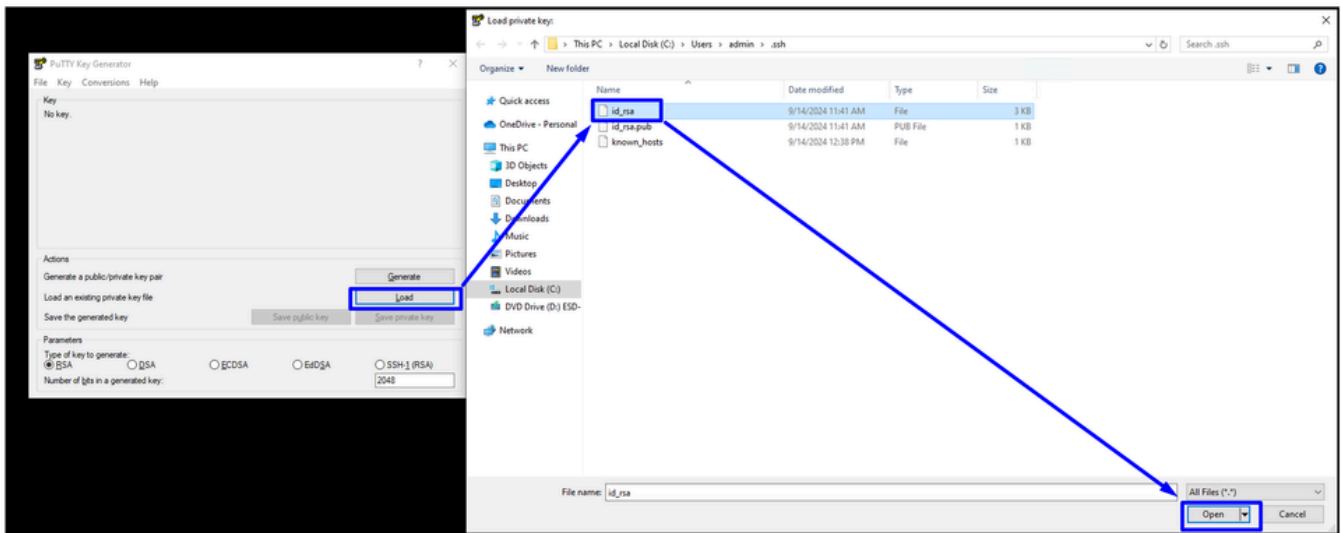 PuTTY Key Generator
File Key Conversions Help
Key
No key.
Actions
Generate a public/private key pair
Generate
Load an existing private key file
Load
Save the generated key
Save public key
Save private key
Parameters
Type of key to generate:
RSA
DSA
ECDSA
EdDSA
SSH-1 (RSA)
Number of bits in a generated key:
2048
Load private key:
This PC > Local Disk (C:) > Users > admin > .ssh
Search .ssh
Organize
New folder
Quick access
OneDrive - Personal
This PC
3D Objects
Desktop
Documents
Downloads
Music
Pictures
Videos
Local Disk (C:)
DVD Drive (D:) ESD-
Network
Name Date modified Type Size
id_rsa 9/14/2024 11:41 AM File 3 KB
id_rsa.pub 9/14/2024 11:41 AM PUB File 1 KB
known_hosts 9/14/2024 12:38 PM File 1 KB
File name: id_rsa
All Files (*.*)
Open
Cancel